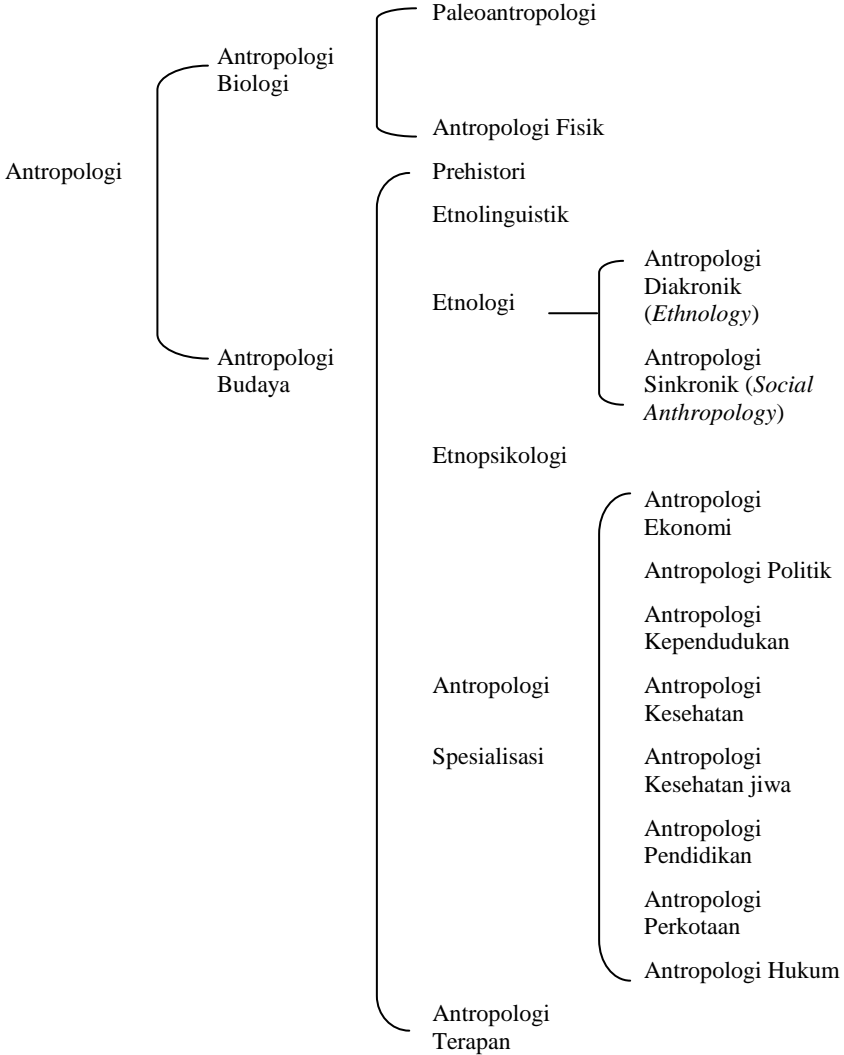 Paleoantropologi
Antropologi
Biologi
Antropologi Fisik
Antropologi
Prehistori
Etnolinguistik
Etnologi
Antropologi
Diakronik
(Ethnology)
Antropologi
Sinkronik (Social
Anthropology)
Antropologi
Budaya
Etnopsikologi
Antropologi
Ekonomi
Antropologi Politik
Antropologi
Kependudukan
Antropologi
Spesialisasi
Antropologi
Kesehatan
Antropologi
Kesehatan jiwa
Antropologi
Pendidikan
Antropologi
Perkotaan
Antropologi Hukum
Antropologi
Terapan